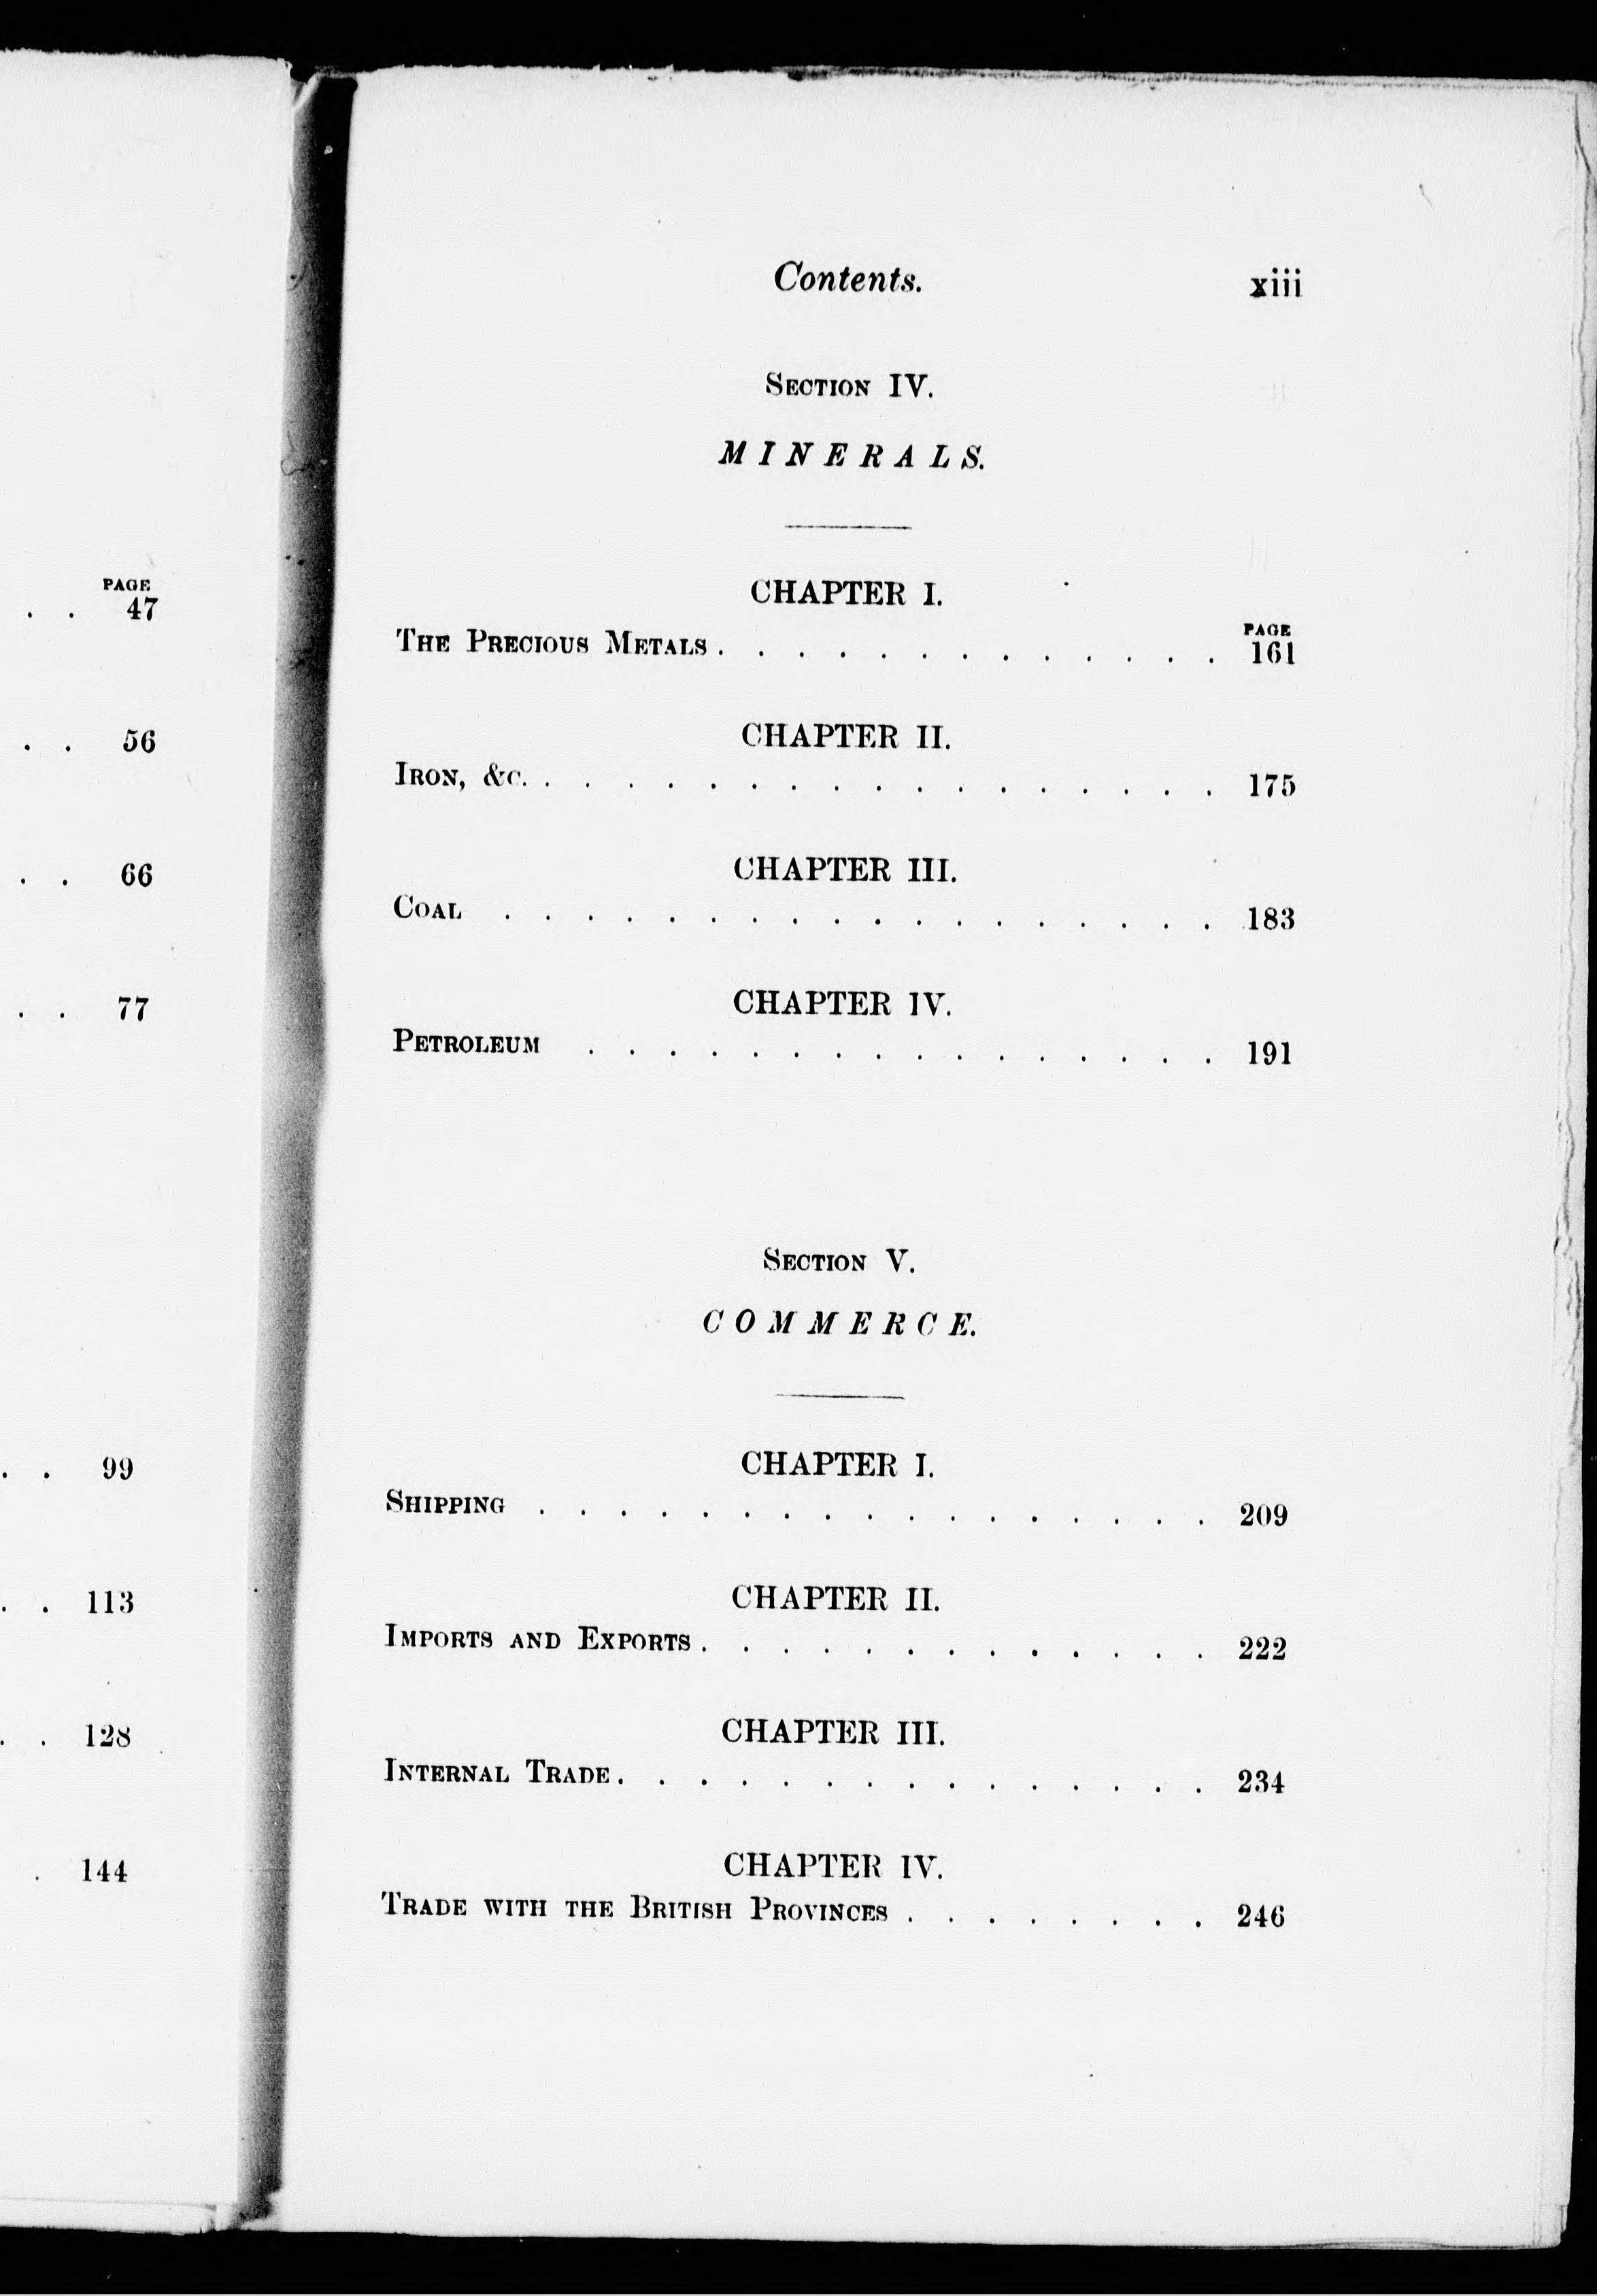 PAGE
. . 47
. . 56
. . 66
. . 77
. . 99
. . 113
. . 128
. 144
Contents. xiii
Section IV.
MINERALS.
CHAPTER I.
PAGE
The Precious Metals . . . . . . . . . . . . . 161
CHAPTER II.
Iron, &c. . . . . . . . . . . . . . . . . . . 175
CHAPTER III.
Coal . . . . . . . . . . . . . . . . . . 183
CHAPTER IV.
Petroleum . . . . . . . . . . . . . . . . 191
Section V.
COMMERCE.
CHAPTER I.
Shipping . . . . . . . . . . . . . . . . . 209
CHAPTER II.
Imports and Exports . . . . . . . . . . . . . 222
CHAPTER III.
Internal Trade . . . . . . . . . . . . . . . 234
CHAPTER IV.
Trade with the British Provinces . . . . . . . . 246